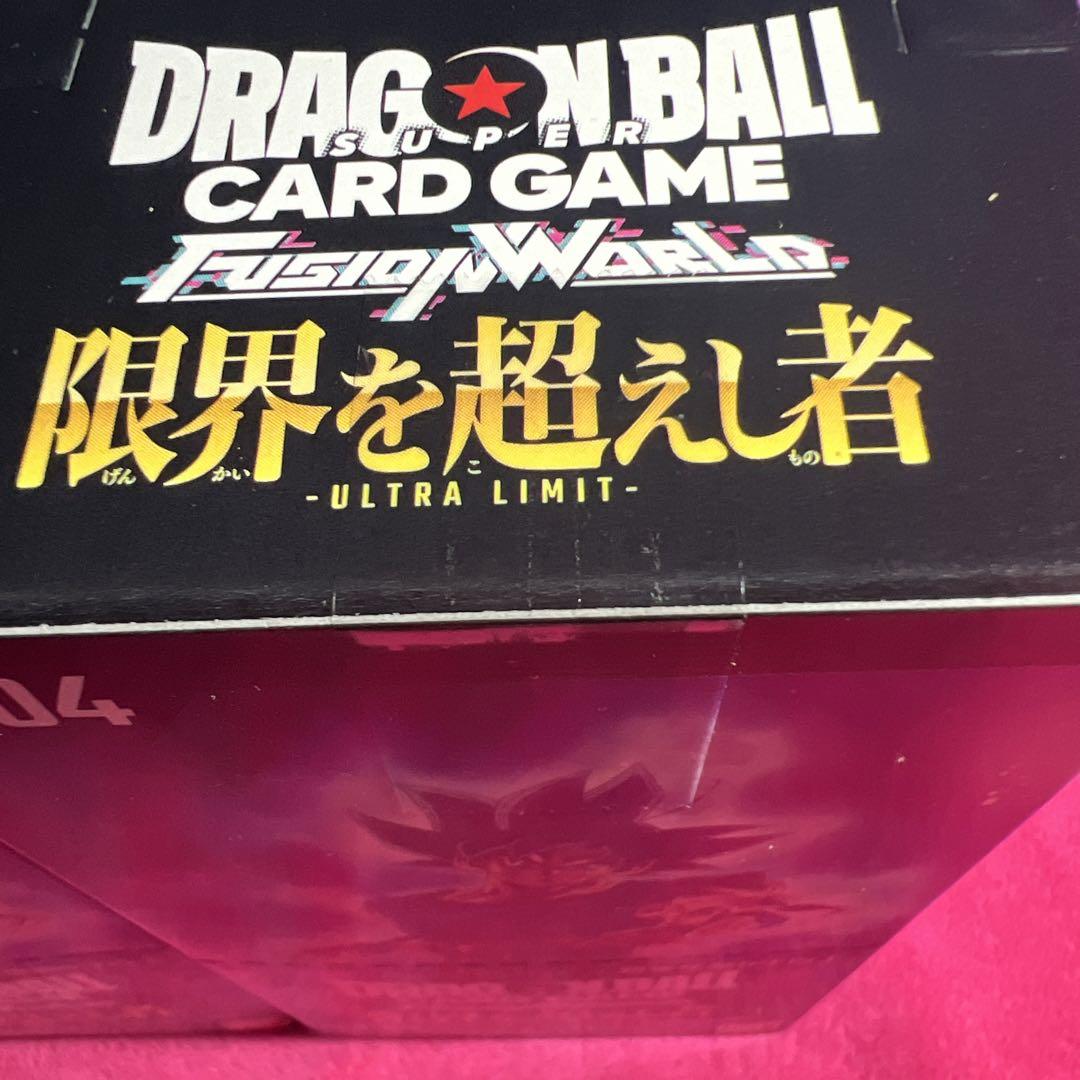 DRAGON BALL
SUPER
CARD GAME
FUSION WORLD
限界を超えし者
げん かい こ もの
-ULTRA LIMIT-
04